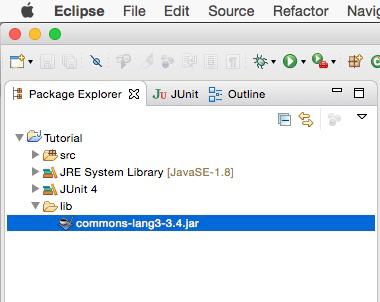 Eclipse File Edit Source Refactor Navig
Package Explorer JUnit Outline
Tutorial
src
JRE System Library [JavaSE-1.8]
JUnit 4
lib
commons-lang3-3.4.jar